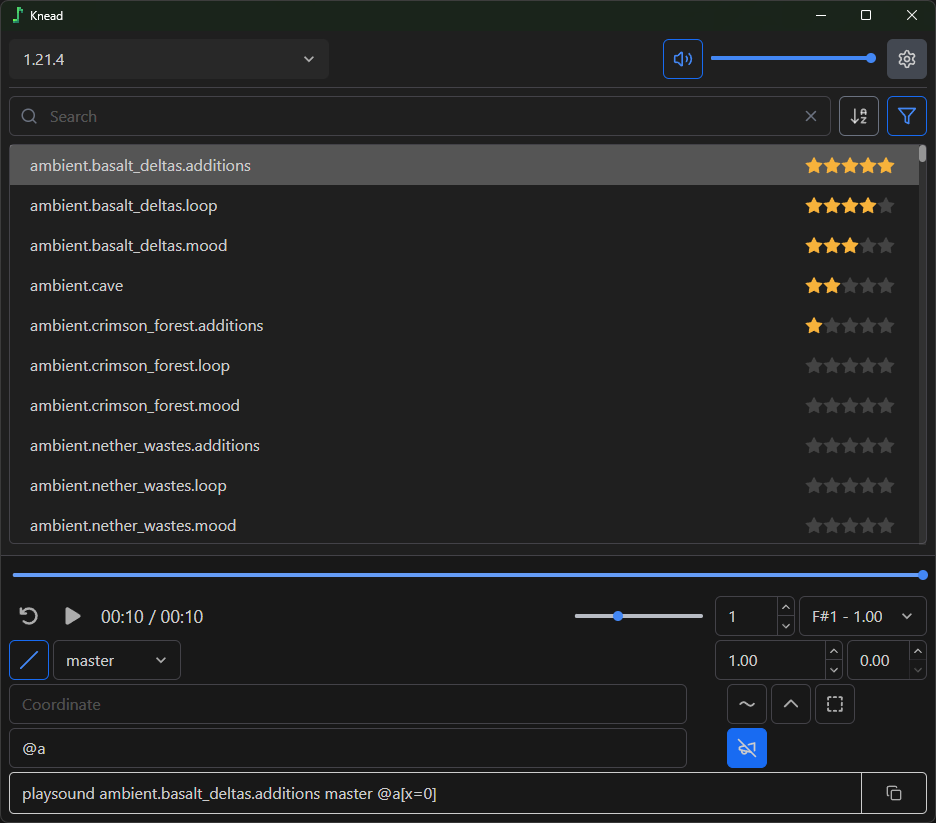 Knead
1.21.4
Search
ambient.basalt_deltas.additions
ambient.basalt_deltas.loop
ambient.basalt_deltas.mood
ambient.cave
ambient.crimson_forest.additions
ambient.crimson_forest.loop
ambient.crimson_forest.mood
ambient.nether_wastes.additions
ambient.nether_wastes.loop
ambient.nether_wastes.mood
00:10 / 00:10 1 F#1 - 1.00
master 1.00 0.00
Coordinate
@a
playsound ambient.basalt_deltas.additions master @a[x=0]